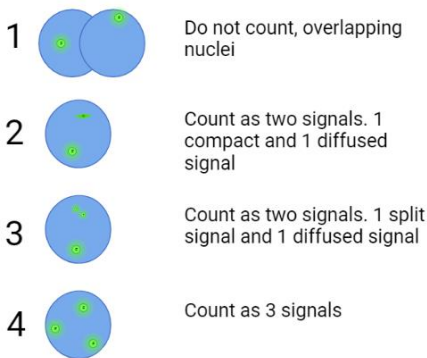 1
Do not count, overlapping
nuclei
2
Count as two signals. 1
compact and 1 diffused
signal
3
Count as two signals. 1 split
signal and 1 diffused signal
4
Count as 3 signals